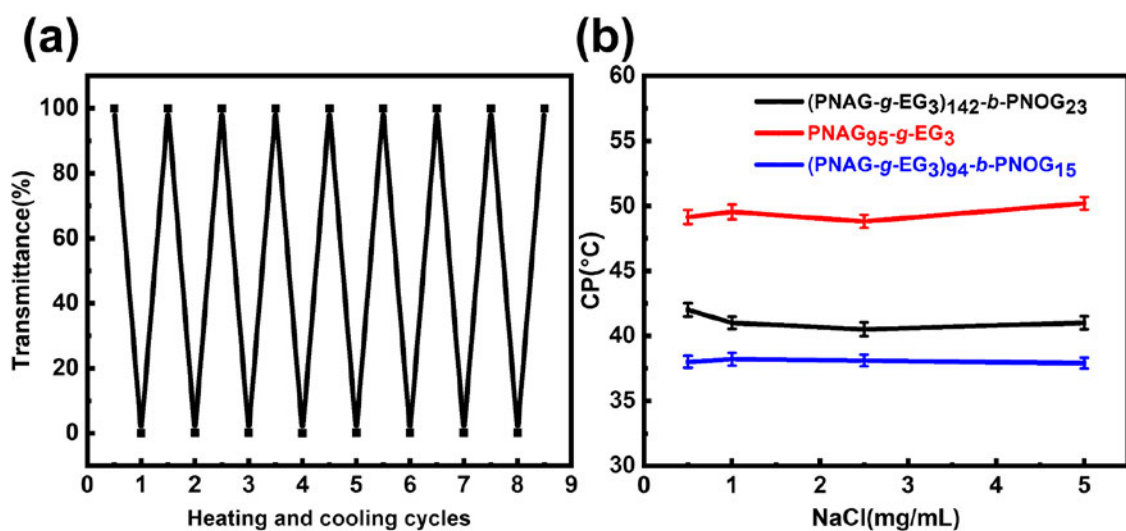 (a)
Transmittance(%)
100
80
60
40
20
0
0 1 2 3 4 5 6 7 8 9
Heating and cooling cycles
(b)
CP(°C)
60
55
50
45
40
35
30
(PNAG-g-EG3)142-b-PNOG23
PNAG95-g-EG3
(PNAG-g-EG3)94-b-PNOG15
0 1 2 3 4 5
NaCl(mg/mL)